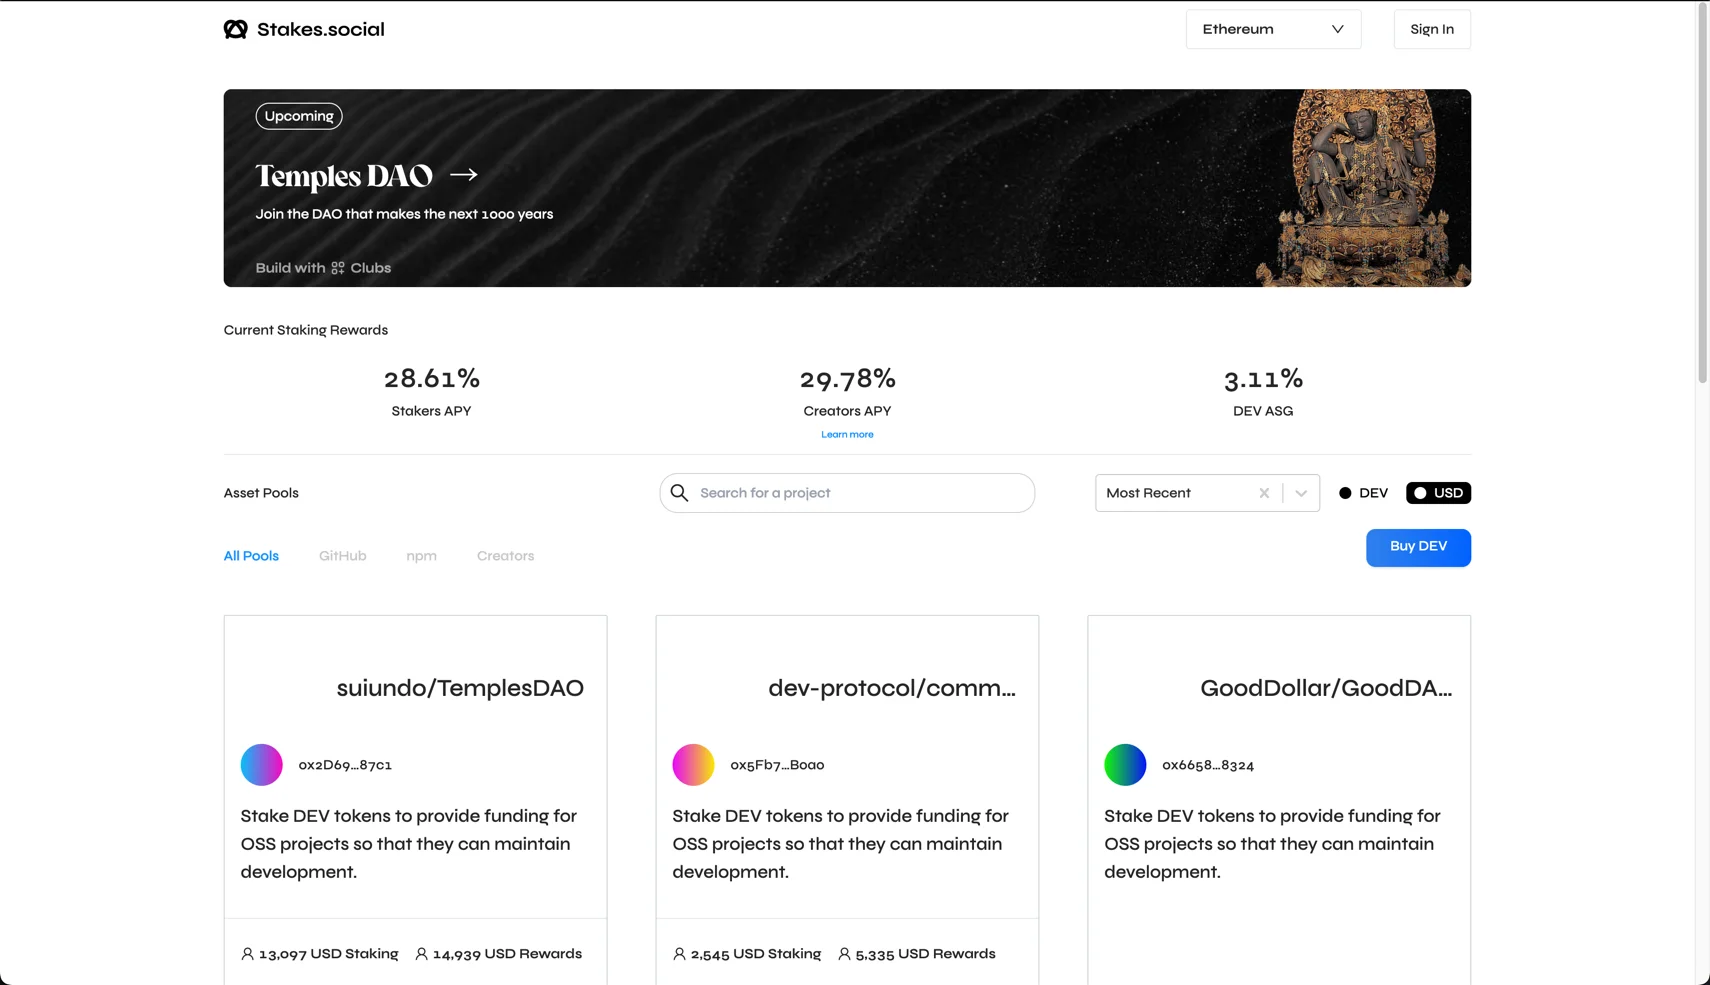 Stakes.social
Ethereum
Sign In
Upcoming
Temples DAO →
Join the DAO that makes the next 1000 years
Build with Clubs
Current Staking Rewards
28.61%
Stakers APY
29.78%
Creators APY
Learn more
3.11%
DEV ASG
Asset Pools
Search for a project
Most Recent
DEV
USD
All Pools
GitHub
npm
Creators
Buy DEV
suiundo/TemplesDAO
0x2D69...87c1
Stake DEV tokens to provide funding for
OSS projects so that they can maintain
development.
13,097 USD Staking
14,939 USD Rewards
dev-protocol/comm...
0x5Fb7...B0a0
Stake DEV tokens to provide funding for
OSS projects so that they can maintain
development.
2,545 USD Staking
5,335 USD Rewards
GoodDollar/GoodDA...
0x6658...8324
Stake DEV tokens to provide funding for
OSS projects so that they can maintain
development.